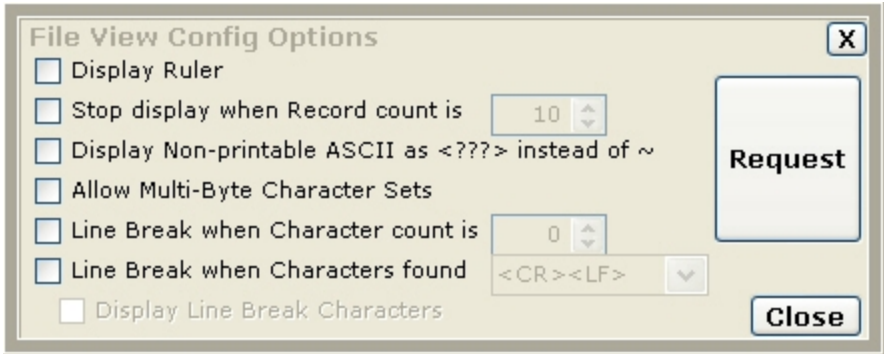 File View Config Options X
Display Ruler
Stop display when Record count is 10
Display Non-printable ASCII as <???> instead of ~
Request
Allow Multi-Byte Character Sets
Line Break when Character count is 0
Line Break when Characters found <CR><LF>
Display Line Break Characters
Close